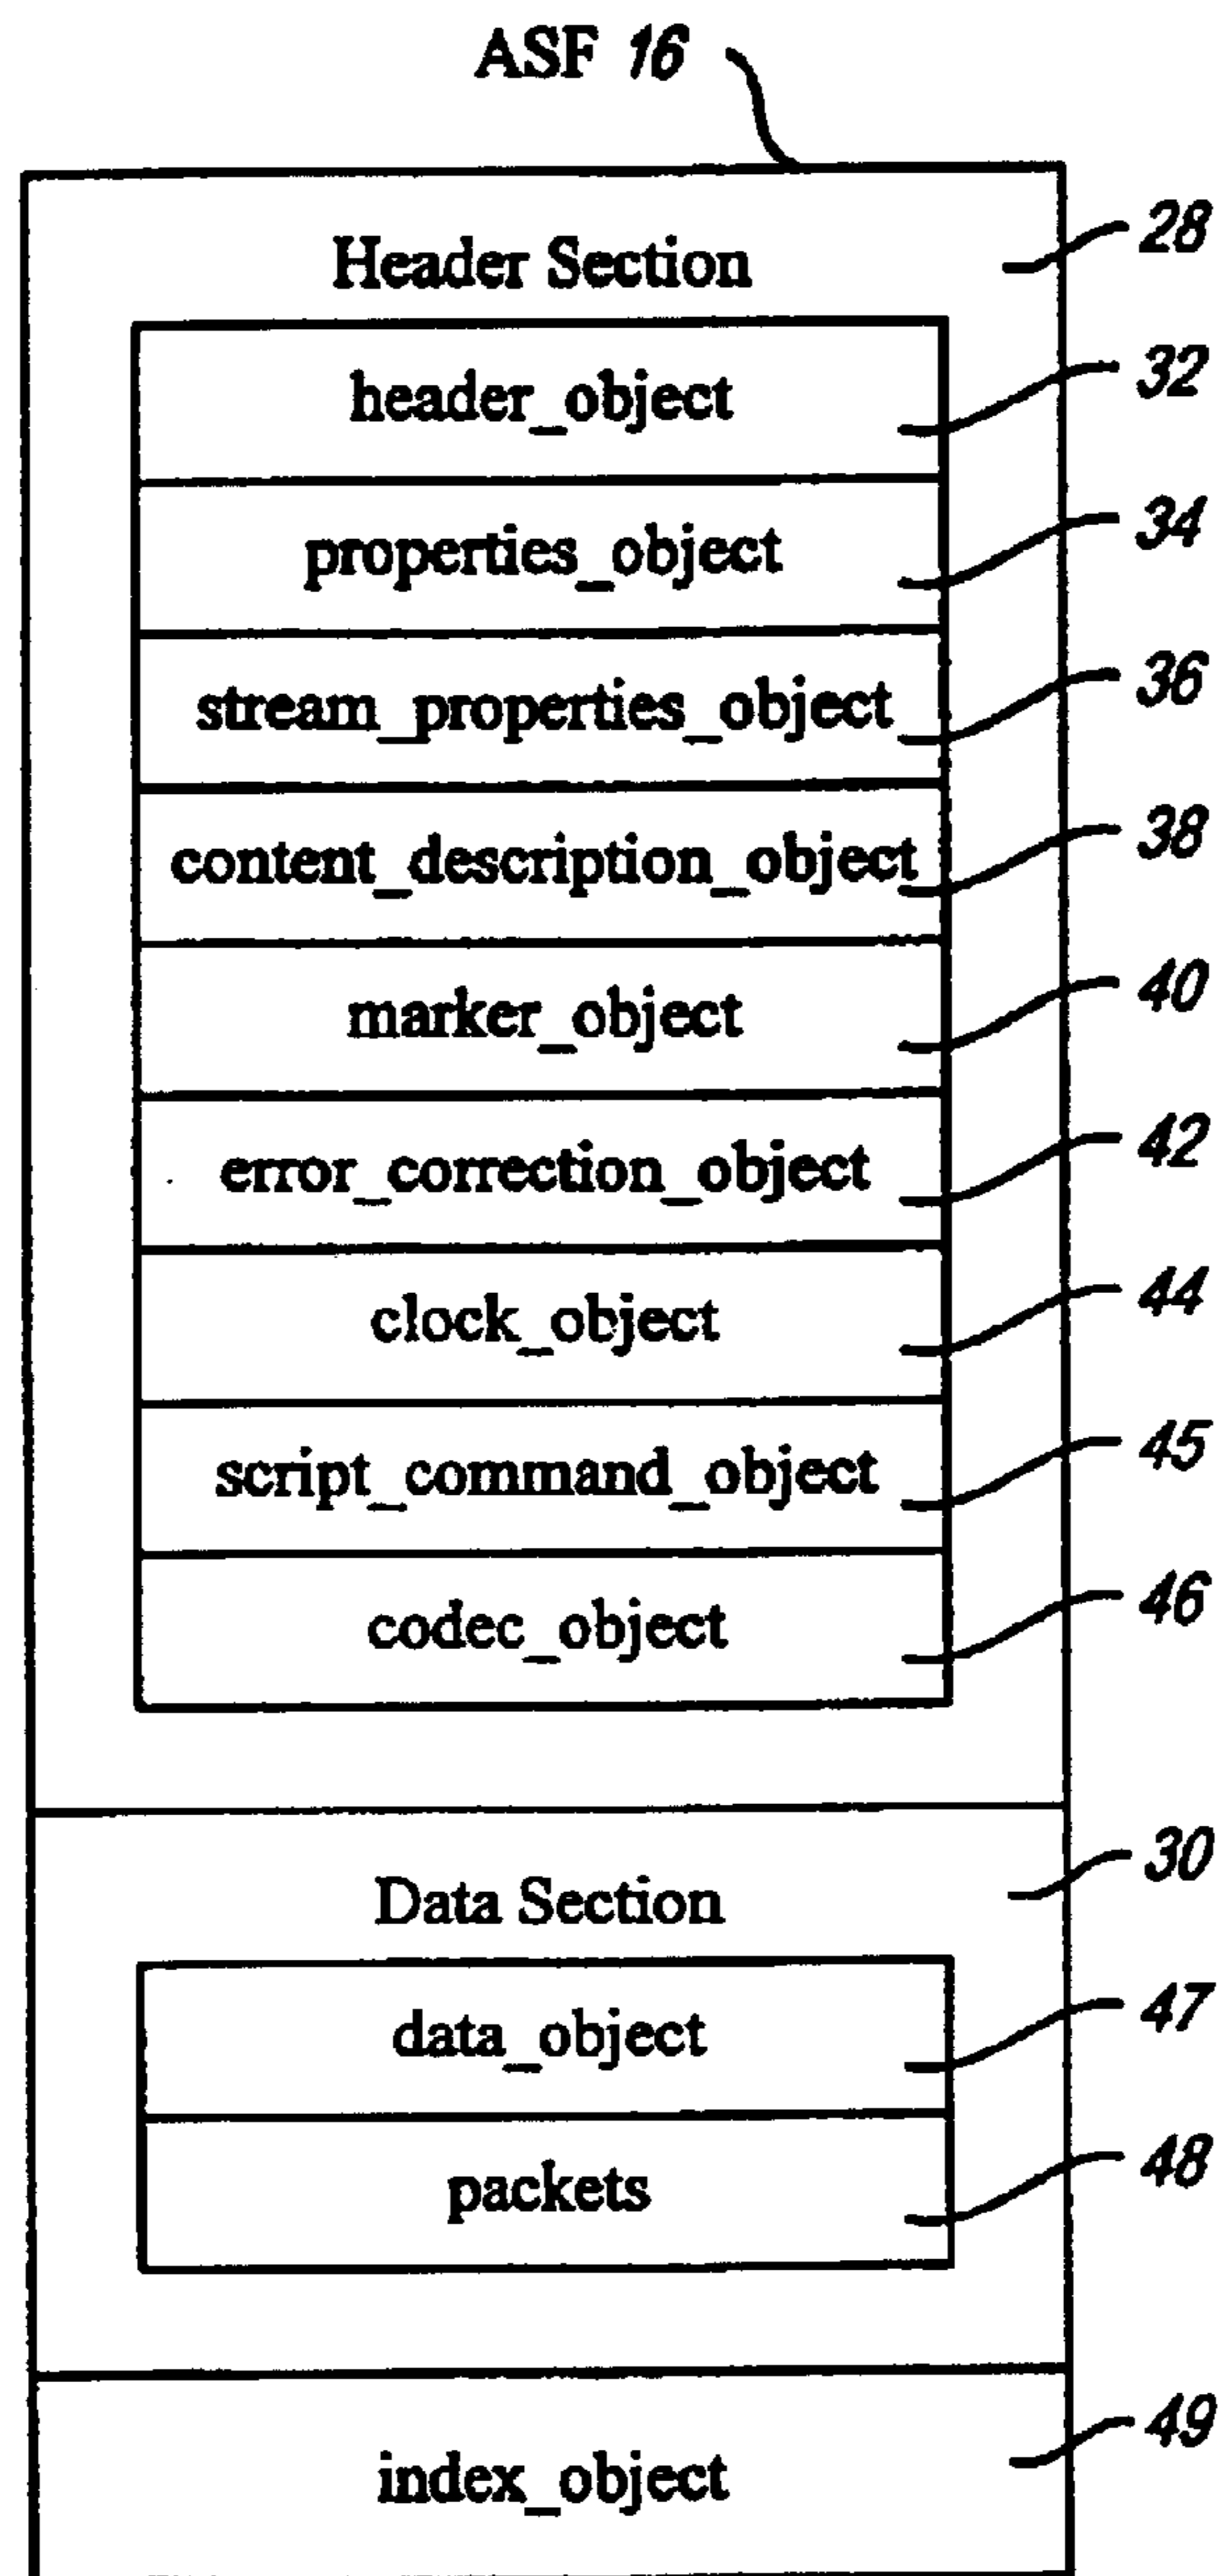 ASF 16
Header Section 28
header_object 32
properties_object 34
stream_properties_object 36
content_description_object 38
marker_object 40
error_correction_object 42
clock_object 44
script_command_object 45
codec_object 46
Data Section 30
data_object 47
packets 48
index_object 49